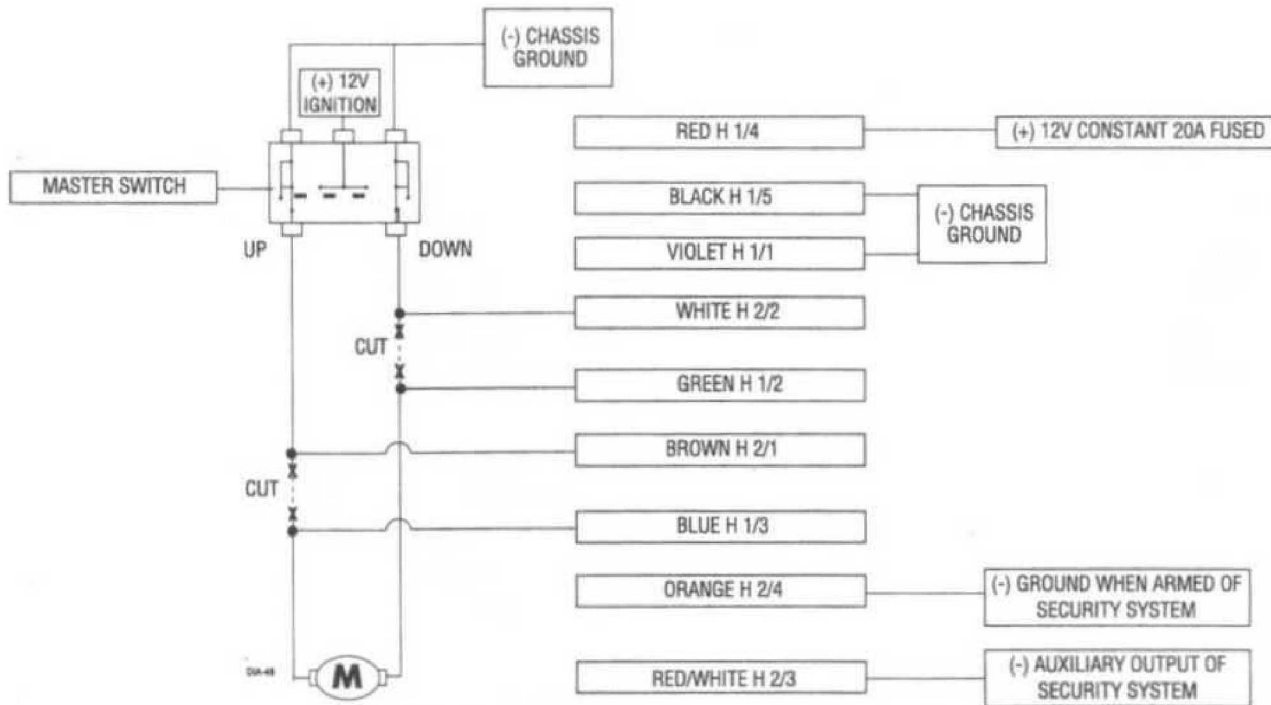 (-) CHASSIS
GROUND
(+) 12V
IGNITION
RED H 1/4
(+) 12V CONSTANT 20A FUSED
MASTER SWITCH
BLACK H 1/5
(-) CHASSIS
GROUND
VIOLET H 1/1
UP
DOWN
WHITE H 2/2
CUT
GREEN H 1/2
BROWN H 2/1
CUT
BLUE H 1/3
ORANGE H 2/4
(-) GROUND WHEN ARMED OF
SECURITY SYSTEM
DIA-48
M
RED/WHITE H 2/3
(-) AUXILIARY OUTPUT OF
SECURITY SYSTEM